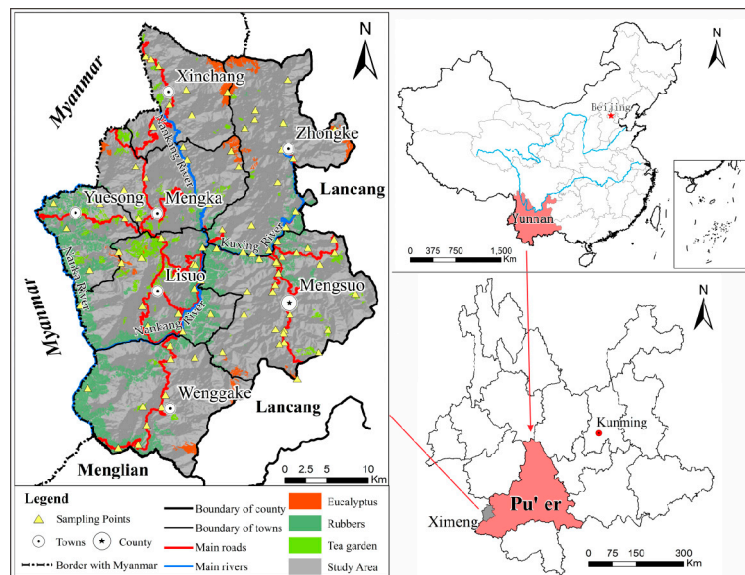 N
Myanmar
Xinchang
Zhongke
Nankang River
Lancang
Yuesong
Mengka
Kuxing River
Nanka River
Lisuo
Mengsuo
Myanmar
Nankang River
Wenggake
Lancang
Menglian
0 2.5 5 10
Km
Legend
Sampling Points
Towns
County
Border with Myanmar
Boundary of county
Boundary of towns
Main roads
Main rivers
Eucalyptus
Rubbers
Tea garden
Study Area
N
Beijing
Yunnan
0 375 750 1,500
Km
N
Kunming
Pu' er
Ximeng
0 75 150 300
Km